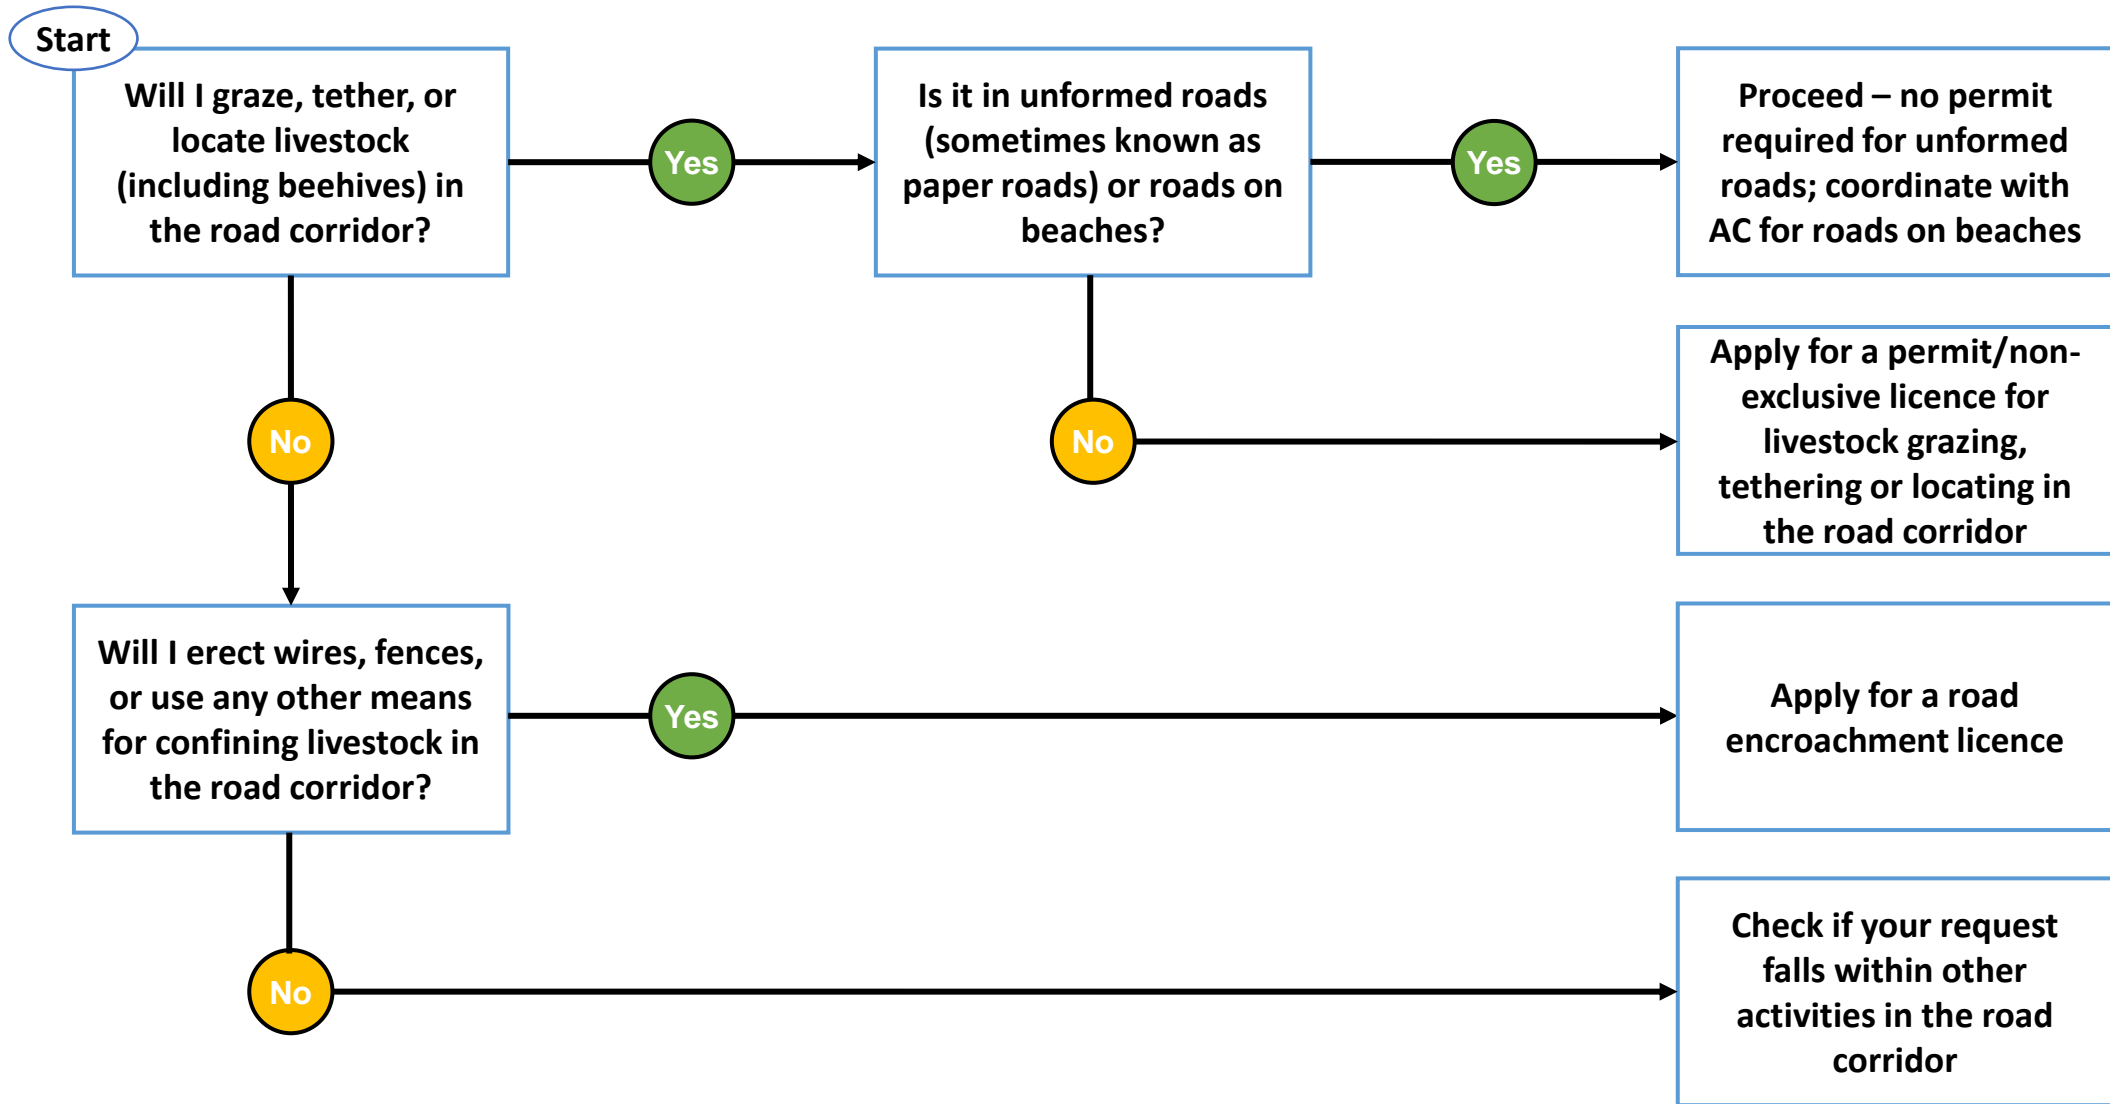 Start
Will I graze, tether, or
locate livestock
(including beehives) in
the road corridor?
Yes
Is it in unformed roads
(sometimes known as
paper roads) or roads on
beaches?
Yes
Proceed – no permit
required for unformed
roads; coordinate with
AC for roads on beaches
No
No
Apply for a permit/non-
exclusive licence for
livestock grazing,
tethering or locating in
the road corridor
Will I erect wires, fences,
or use any other means
for confining livestock in
the road corridor?
Yes
Apply for a road
encroachment licence
No
Check if your request
falls within other
activities in the road
corridor